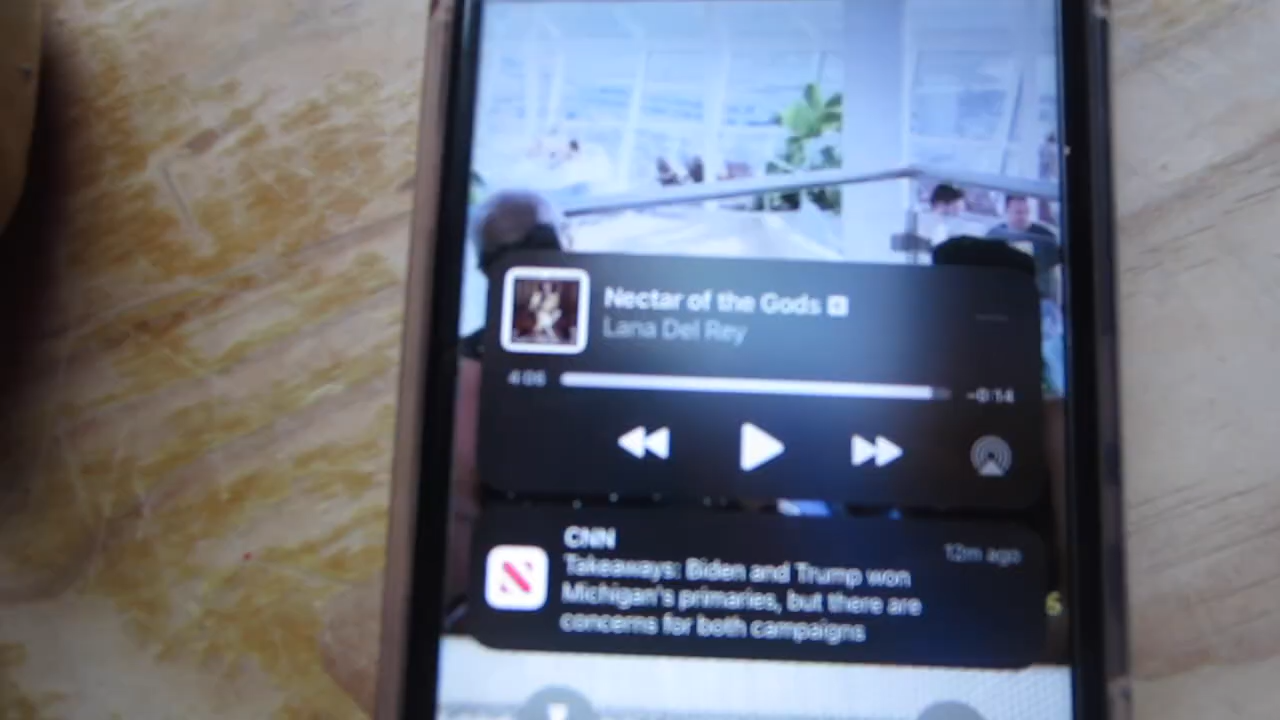 Nectar of the Gods E
Lana Del Rey
4:06
-0:14
CNN
12m ago
Takeaways: Biden and Trump won
Michigan's primaries, but there are
concerns for both campaigns